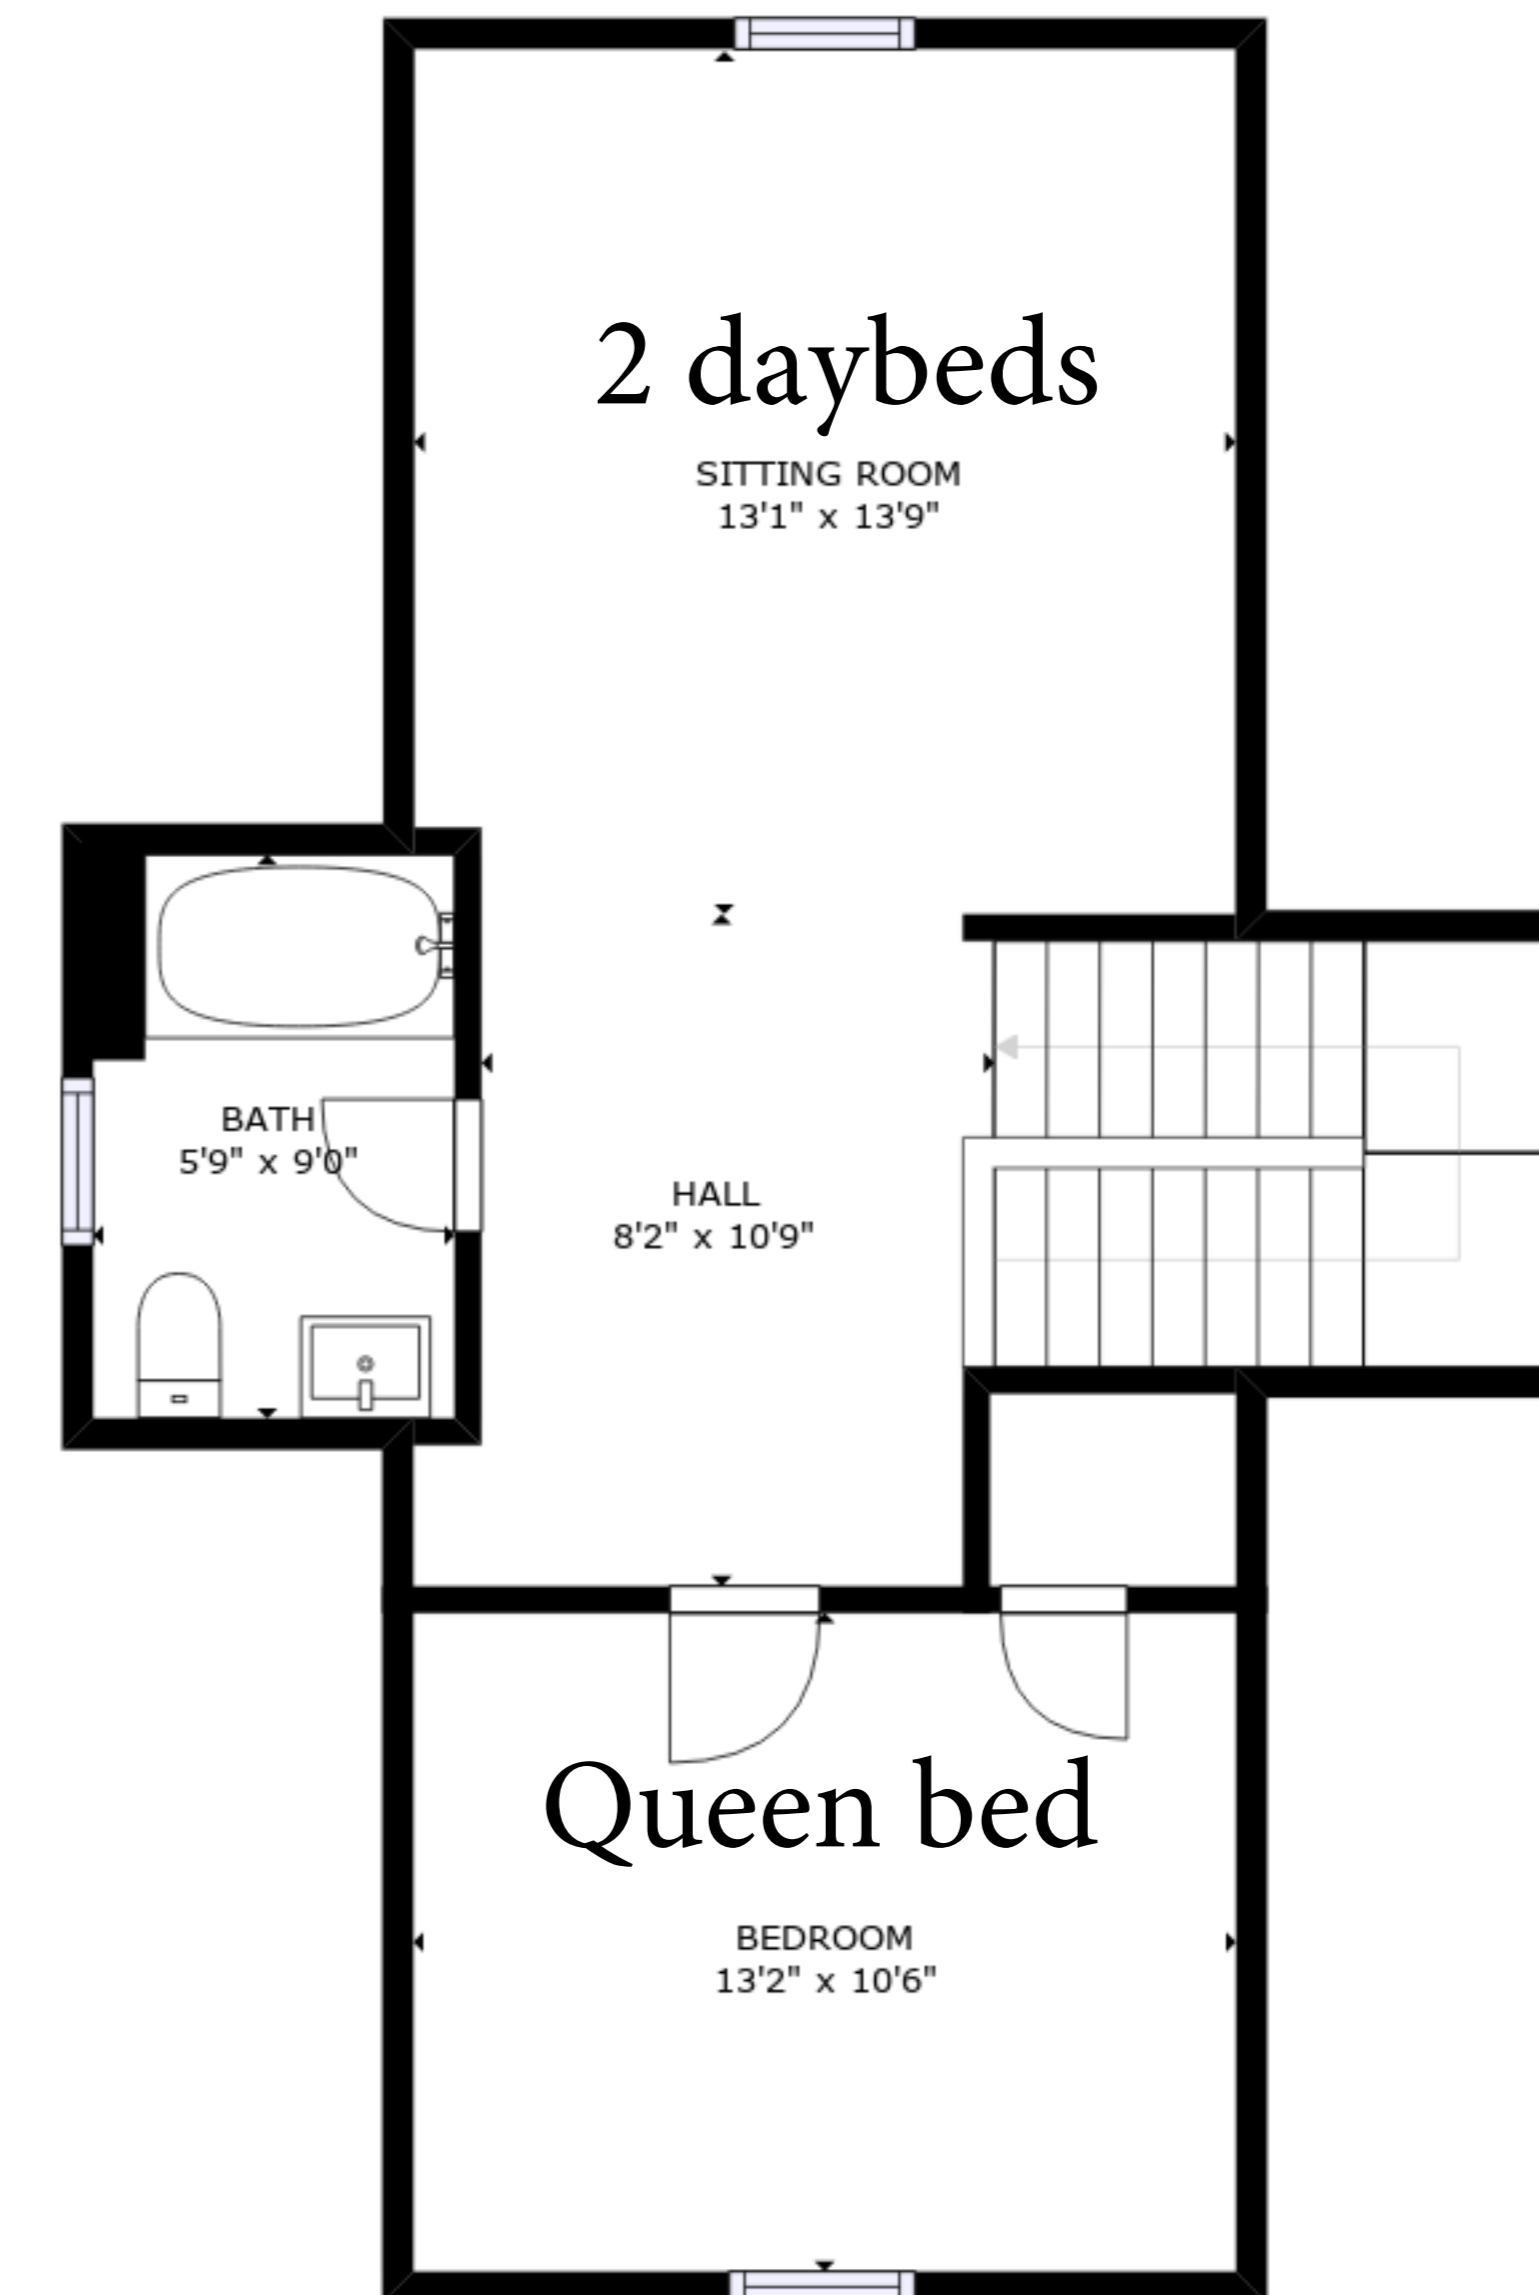 2 daybeds
SITTING ROOM
13'1" x 13'9"
BATH
5'9" x 9'0"
HALL
8'2" x 10'9"
Queen bed
BEDROOM
13'2" x 10'6"